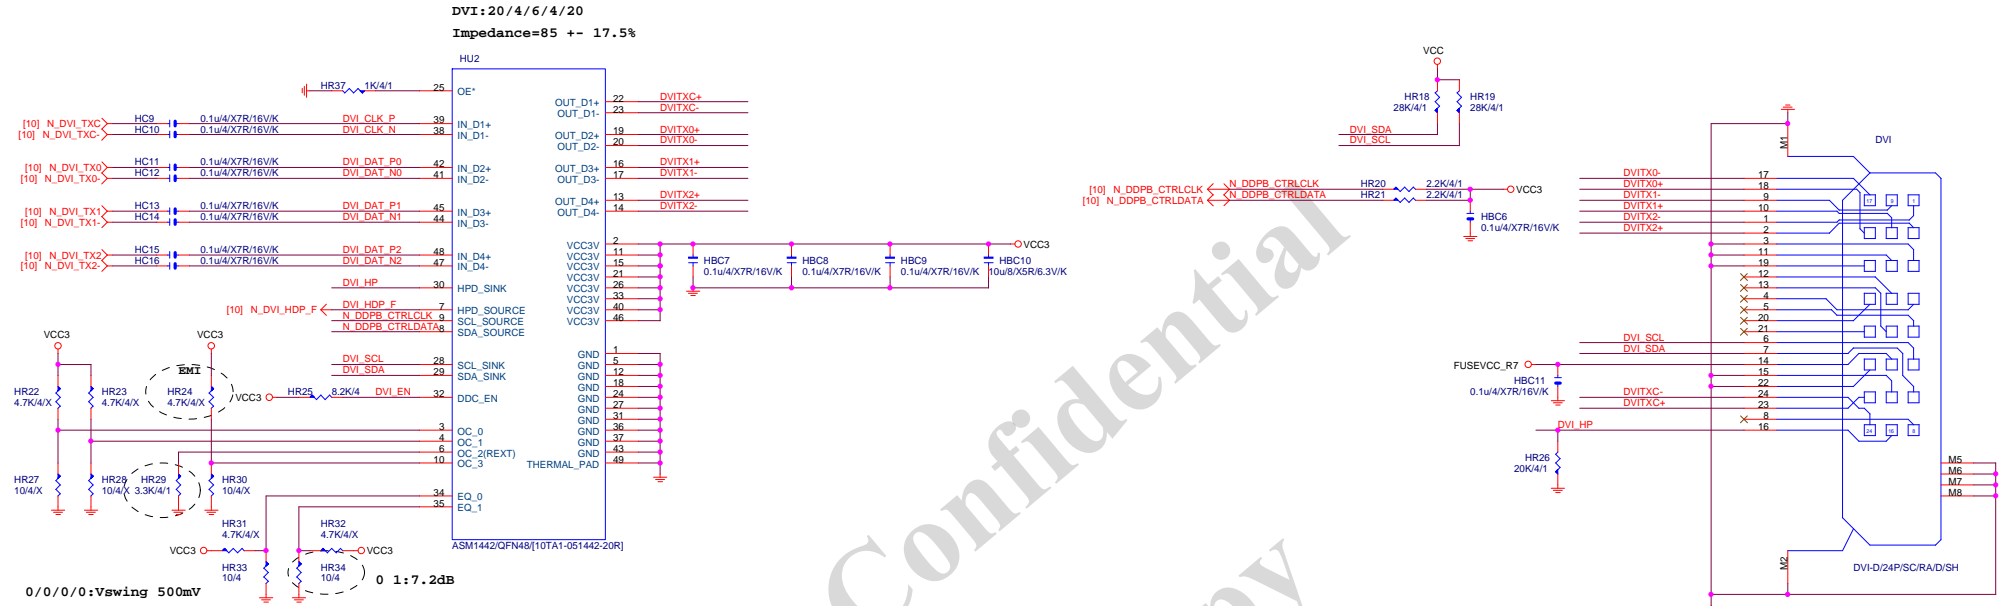 DVI:20/4/6/4/20
Impedance=85 +- 17.5%
HU2
HR37 1K/4/1 25 OE*
[10] N_DVI_TXC HC9 0.1u/4/X7R/16V/K DVI_CLK_P 39 IN_D1+
[10] N_DVI_TXC- HC10 0.1u/4/X7R/16V/K DVI_CLK_N 38 IN_D1-
[10] N_DVI_TX0 HC11 0.1u/4/X7R/16V/K DVI_DAT_P0 42 IN_D2+
[10] N_DVI_TX0- HC12 0.1u/4/X7R/16V/K DVI_DAT_N0 41 IN_D2-
[10] N_DVI_TX1 HC13 0.1u/4/X7R/16V/K DVI_DAT_P1 45 IN_D3+
[10] N_DVI_TX1- HC14 0.1u/4/X7R/16V/K DVI_DAT_N1 44 IN_D3-
[10] N_DVI_TX2 HC15 0.1u/4/X7R/16V/K DVI_DAT_P2 48 IN_D4+
[10] N_DVI_TX2- HC16 0.1u/4/X7R/16V/K DVI_DAT_N2 47 IN_D4-
DVI_HP 30 HPD_SINK
[10] N_DVI_HDP_F DVI_HDP_F 7 HPD_SOURCE
N_DDPB_CTRLCLK 9 SCL_SOURCE
N_DDPB_CTRLDATA 8 SDA_SOURCE
DVI_SCL 28 SCL_SINK
DVI_SDA 29 SDA_SINK
VCC3 HR25 8.2K/4 DVI_EN 32 DDC_EN
3 OC_0
4 OC_1
6 OC_2(REXT)
10 OC_3
34 EQ_0
35 EQ_1
VCC3 VCC3
EMI
HR22 4.7K/4/X
HR23 4.7K/4/X
HR24 4.7K/4/X
HR27 10/4/X
HR28 10/4/X
HR29 3.3K/4/1
HR30 10/4/X
HR31 4.7K/4/X
HR32 4.7K/4/X
VCC3 VCC3
HR33 10/4
HR34 10/4
0 1:7.2dB
0/0/0/0:Vswing 500mV
OUT_D1+ 22 DVITXC+
OUT_D1- 23 DVITXC-
OUT_D2+ 19 DVITX0+
OUT_D2- 20 DVITX0-
OUT_D3+ 16 DVITX1+
OUT_D3- 17 DVITX1-
OUT_D4+ 13 DVITX2+
OUT_D4- 14 DVITX2-
VCC3V 2
VCC3V 11
VCC3V 15
VCC3V 21
VCC3V 26
VCC3V 33
VCC3V 40
VCC3V 46
GND 1
GND 5
GND 12
GND 18
GND 24
GND 27
GND 31
GND 36
GND 37
GND 43
THERMAL_PAD 49
ASM1442/QFN48/[10TA1-051442-20R]
VCC3
HBC7 0.1u/4/X7R/16V/K
HBC8 0.1u/4/X7R/16V/K
HBC9 0.1u/4/X7R/16V/K
HBC10 10u/8/X5R/6.3V/K
VCC
HR18 28K/4/1
HR19 28K/4/1
DVI_SDA
DVI_SCL
[10] N_DDPB_CTRLCLK N_DDPB_CTRLCLK HR20 2.2K/4/1 VCC3
[10] N_DDPB_CTRLDATA N_DDPB_CTRLDATA HR21 2.2K/4/1
HBC6
0.1u/4/X7R/16V/K
M1
DVI
DVITX0- 17
DVITX0+ 18
DVITX1- 9
DVITX1+ 10
DVITX2- 1
DVITX2+ 2
3
11
19
12
13
4
5
20
21
DVI_SCL 6
DVI_SDA 7
FUSEVCC_R7 14
15
22
DVITXC- 24
DVITXC+ 23
8
DVI_HP 16
HBC11
0.1u/4/X7R/16V/K
HR26
20K/4/1
17 9 1
24 16 8
M5
M6
M7
M8
M2
DVI-D/24P/SC/RA/D/SH
Confidential
py